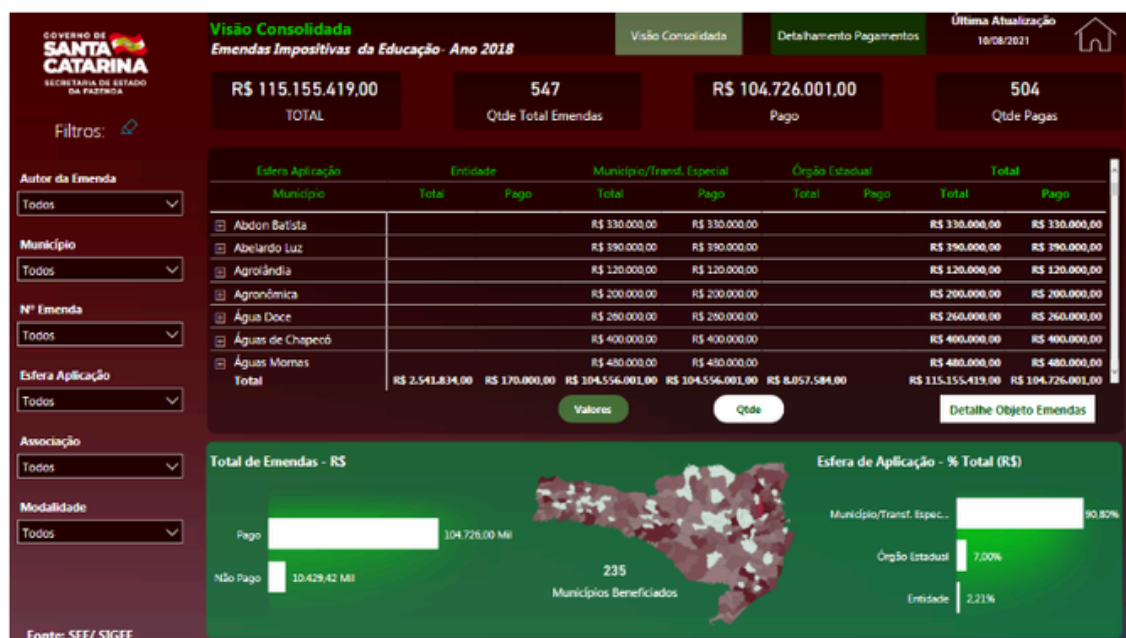 GOVERNO DE
SANTA
CATARINA
SECRETARIA DE ESTADO
DA FAZENDA
Filtros:
Autor da Emenda
Todos
Município
Todos
Nº Emenda
Todos
Esfera Aplicação
Todos
Associação
Todos
Modalidade
Todos
Fonte: SEF/ SIGEF
Visão Consolidada
Emendas Impositivas da Educação- Ano 2018
Visão Consolidada
Detalhamento Pagamentos
Última Atualização
10/08/2021
R$ 115.155.419,00
TOTAL
547
Qtde Total Emendas
R$ 104.726.001,00
Pago
504
Qtde Pagas
Esfera Aplicação Entidade Município/Transf. Especial Órgão Estadual Total
Município Total Pago Total Pago Total Pago Total Pago
Abdon Batista R$ 330.000,00 R$ 330.000,00 R$ 330.000,00 R$ 330.000,00
Abelardo Luz R$ 390.000,00 R$ 390.000,00 R$ 390.000,00 R$ 390.000,00
Agrolândia R$ 120.000,00 R$ 120.000,00 R$ 120.000,00 R$ 120.000,00
Agronômica R$ 200.000,00 R$ 200.000,00 R$ 200.000,00 R$ 200.000,00
Água Doce R$ 260.000,00 R$ 260.000,00 R$ 260.000,00 R$ 260.000,00
Águas de Chapecó R$ 400.000,00 R$ 400.000,00 R$ 400.000,00 R$ 400.000,00
Águas Mornas R$ 480.000,00 R$ 480.000,00 R$ 480.000,00 R$ 480.000,00
Total R$ 2.541.834,00 R$ 170.000,00 R$ 104.556.001,00 R$ 104.556.001,00 R$ 8.057.584,00 R$ 115.155.419,00 R$ 104.726.001,00
Valores
Qtde
Detalhe Objeto Emendas
Total de Emendas - R$
Pago 104.726,00 Mil
Não Pago 10.429,42 Mil
235
Municípios Beneficiados
Esfera de Aplicação - % Total (R$)
Município/Transf. Espec... 90,80%
Órgão Estadual 7,00%
Entidade 2,21%